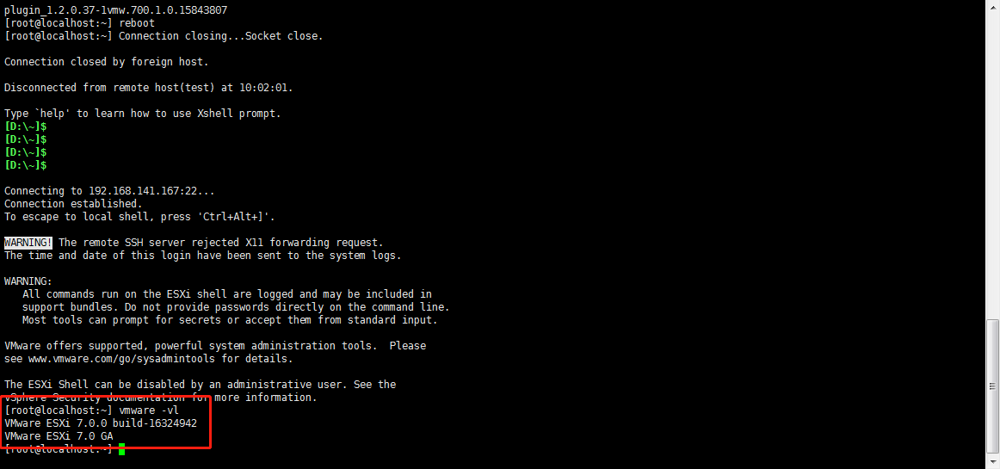 plugin_1.2.0.37-1vmw.700.1.0.15843807
[root@localhost:~] reboot
[root@localhost:~] Connection closing...Socket close.
Connection closed by foreign host.
Disconnected from remote host(test) at 10:02:01.
Type `help' to learn how to use Xshell prompt.
[D:\~]$
[D:\~]$
[D:\~]$
[D:\~]$
Connecting to 192.168.141.167:22...
Connection established.
To escape to local shell, press 'Ctrl+Alt+]'.
WARNING! The remote SSH server rejected X11 forwarding request.
The time and date of this login have been sent to the system logs.
WARNING:
All commands run on the ESXi shell are logged and may be included in
support bundles. Do not provide passwords directly on the command line.
Most tools can prompt for secrets or accept them from standard input.
VMware offers supported, powerful system administration tools.  Please
see www.vmware.com/go/sysadmintools for details.
The ESXi Shell can be disabled by an administrative user. See the
vSphere Security documentation for more information.
[root@localhost:~] vmware -vl
VMware ESXi 7.0.0 build-16324942
VMware ESXi 7.0 GA
[root@localhost:~]